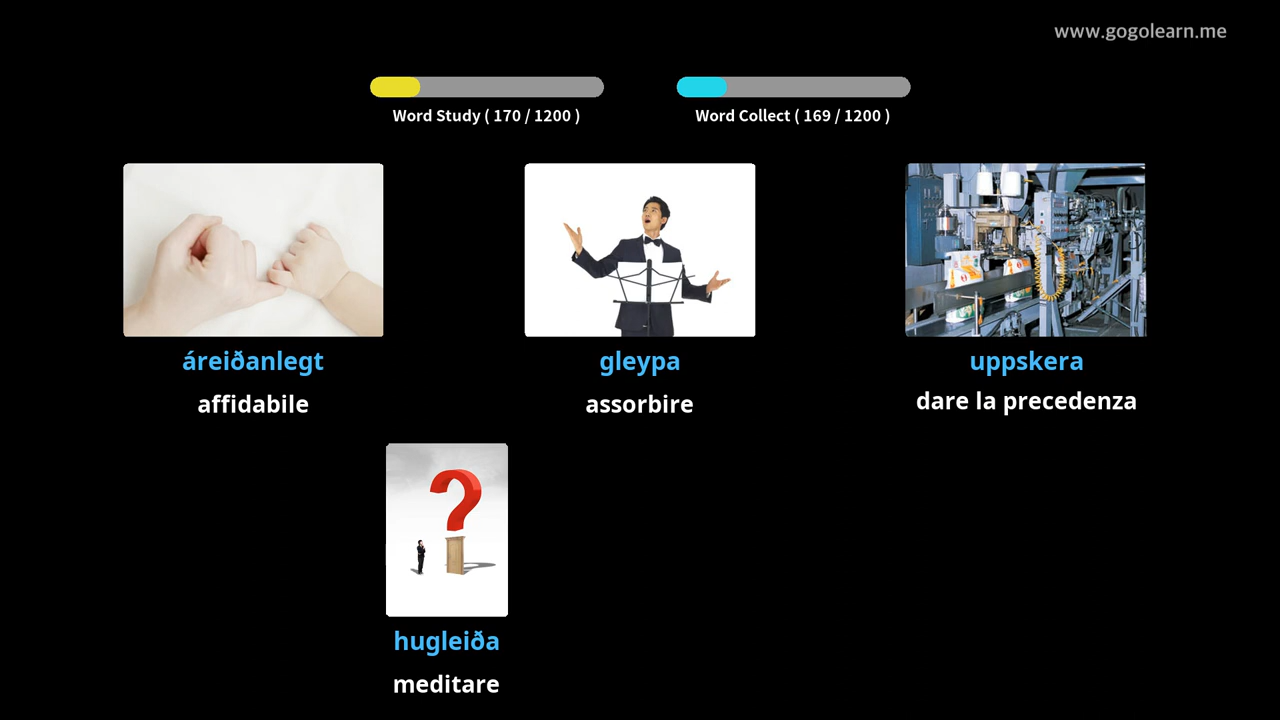 www.gogolearn.me
Word Study ( 170 / 1200 )
Word Collect ( 169 / 1200 )
áreiðanlegt
affidabile
gleypa
assorbire
uppskera
dare la precedenza
hugleiða
meditare